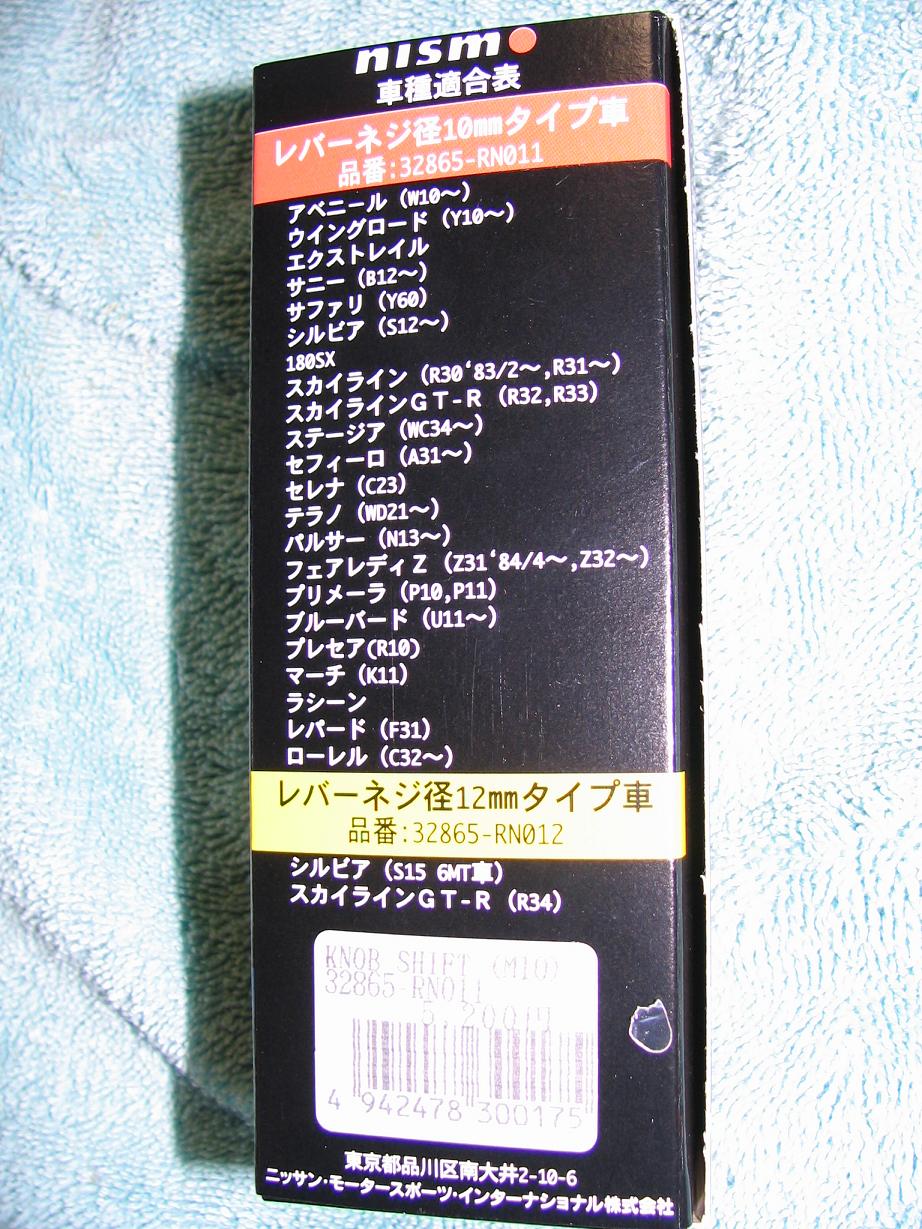 nismo
車種適合表
レバーネジ径10mmタイプ車
品番:32865-RN011
アベニール (W10〜)
ウイングロード (Y10〜)
エクストレイル
サニー (B12〜)
サファリ (Y60)
シルビア (S12〜)
180SX
スカイライン (R30‘83/2〜,R31〜)
スカイラインGT-R (R32,R33)
ステージア (WC34〜)
セフィーロ (A31〜)
セレナ (C23)
テラノ (WD21〜)
パルサー (N13〜)
フェアレディZ (Z31‘84/4〜,Z32〜)
プリメーラ (P10,P11)
ブルーバード (U11〜)
プレセア(R10)
マーチ (K11)
ラシーン
レパード (F31)
ローレル (C32〜)
レバーネジ径12mmタイプ車
品番:32865-RN012
シルビア (S15 6MT車)
スカイラインGT-R (R34)
KNOB SHIFT (M10)
32865-RN011
5,200円
4 942478 300175
東京都品川区南大井2-10-6
ニッサン・モータースポーツ・インターナショナル株式会社